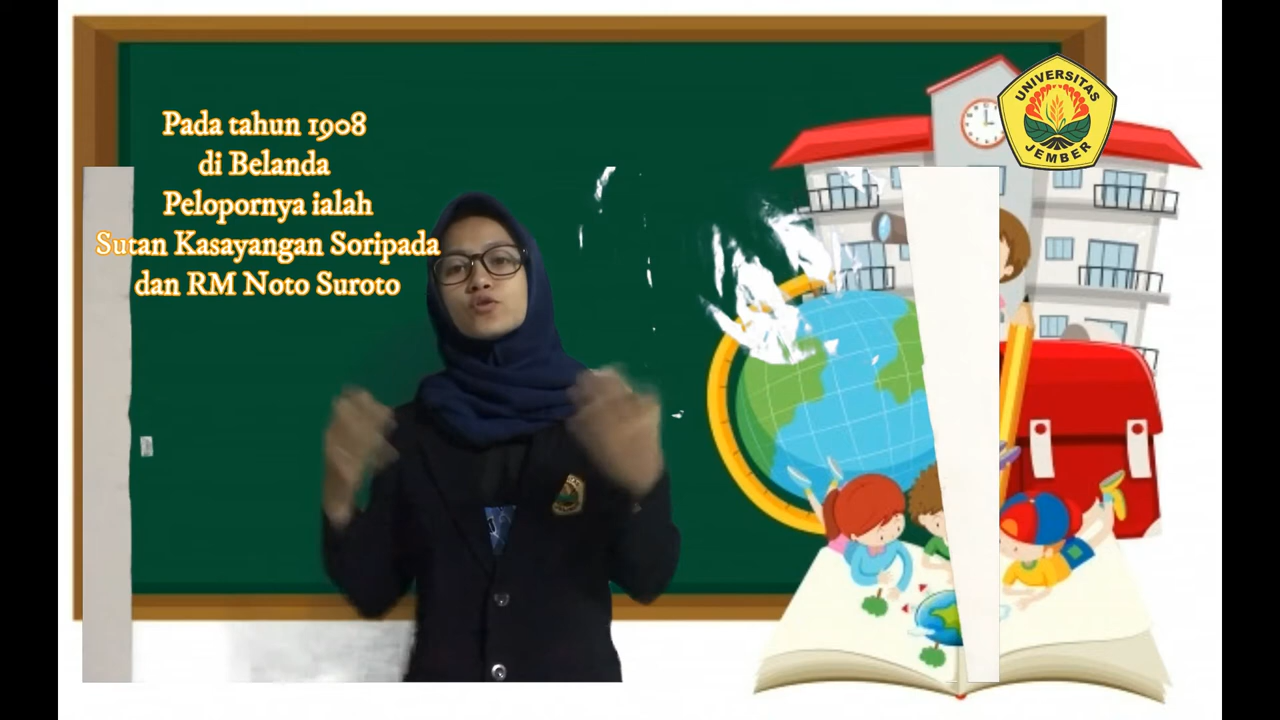 Pada tahun 1908
di Belanda
Pelopornya ialah
Sutan Kasayangan Soripada
dan RM Noto Suroto
UNIVERSITAS
JEMBER